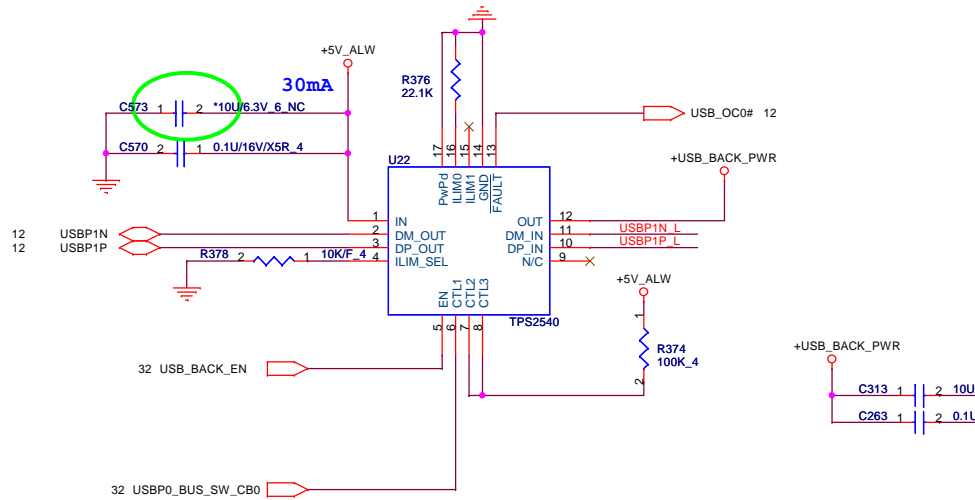 +5V_ALW
30mA
C573 1 2 *10U/6.3V_6_NC
C570 2 1 0.1U/16V/X5R_4
R376
22.1K
USB_OC0# 12
+USB_BACK_PWR
17 16 15 14 13
U22
PwPd ILIM0 ILIM1 GND FAULT
1 IN
OUT 12
12 USBP1N 2 DM_OUT
DM_IN 11 USBP1N_L
12 USBP1P 3 DP_OUT
DP_IN 10 USBP1P_L
R378 2 1 10K/F_4 4 ILIM_SEL
N/C 9
EN CTL1 CTL2 CTL3
5 6 7 8
TPS2540
+5V_ALW
1
R374
100K_4
2
32 USB_BACK_EN
32 USBP0_BUS_SW_CB0
+USB_BACK_PWR
C313 1 2 10U
C263 1 2 0.1U